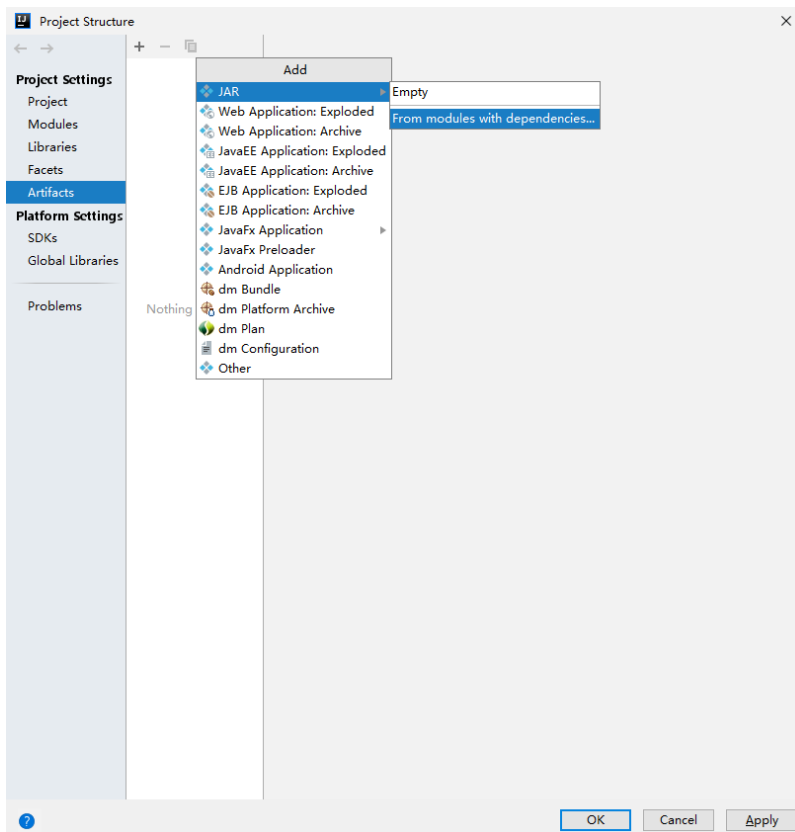 Project Structure
Project Settings
Project
Modules
Libraries
Facets
Artifacts
Platform Settings
SDKs
Global Libraries
Problems
Nothing
Add
JAR
Web Application: Exploded
Web Application: Archive
JavaEE Application: Exploded
JavaEE Application: Archive
EJB Application: Exploded
EJB Application: Archive
JavaFx Application
JavaFx Preloader
Android Application
dm Bundle
dm Platform Archive
dm Plan
dm Configuration
Other
Empty
From modules with dependencies...
OK
Cancel
Apply